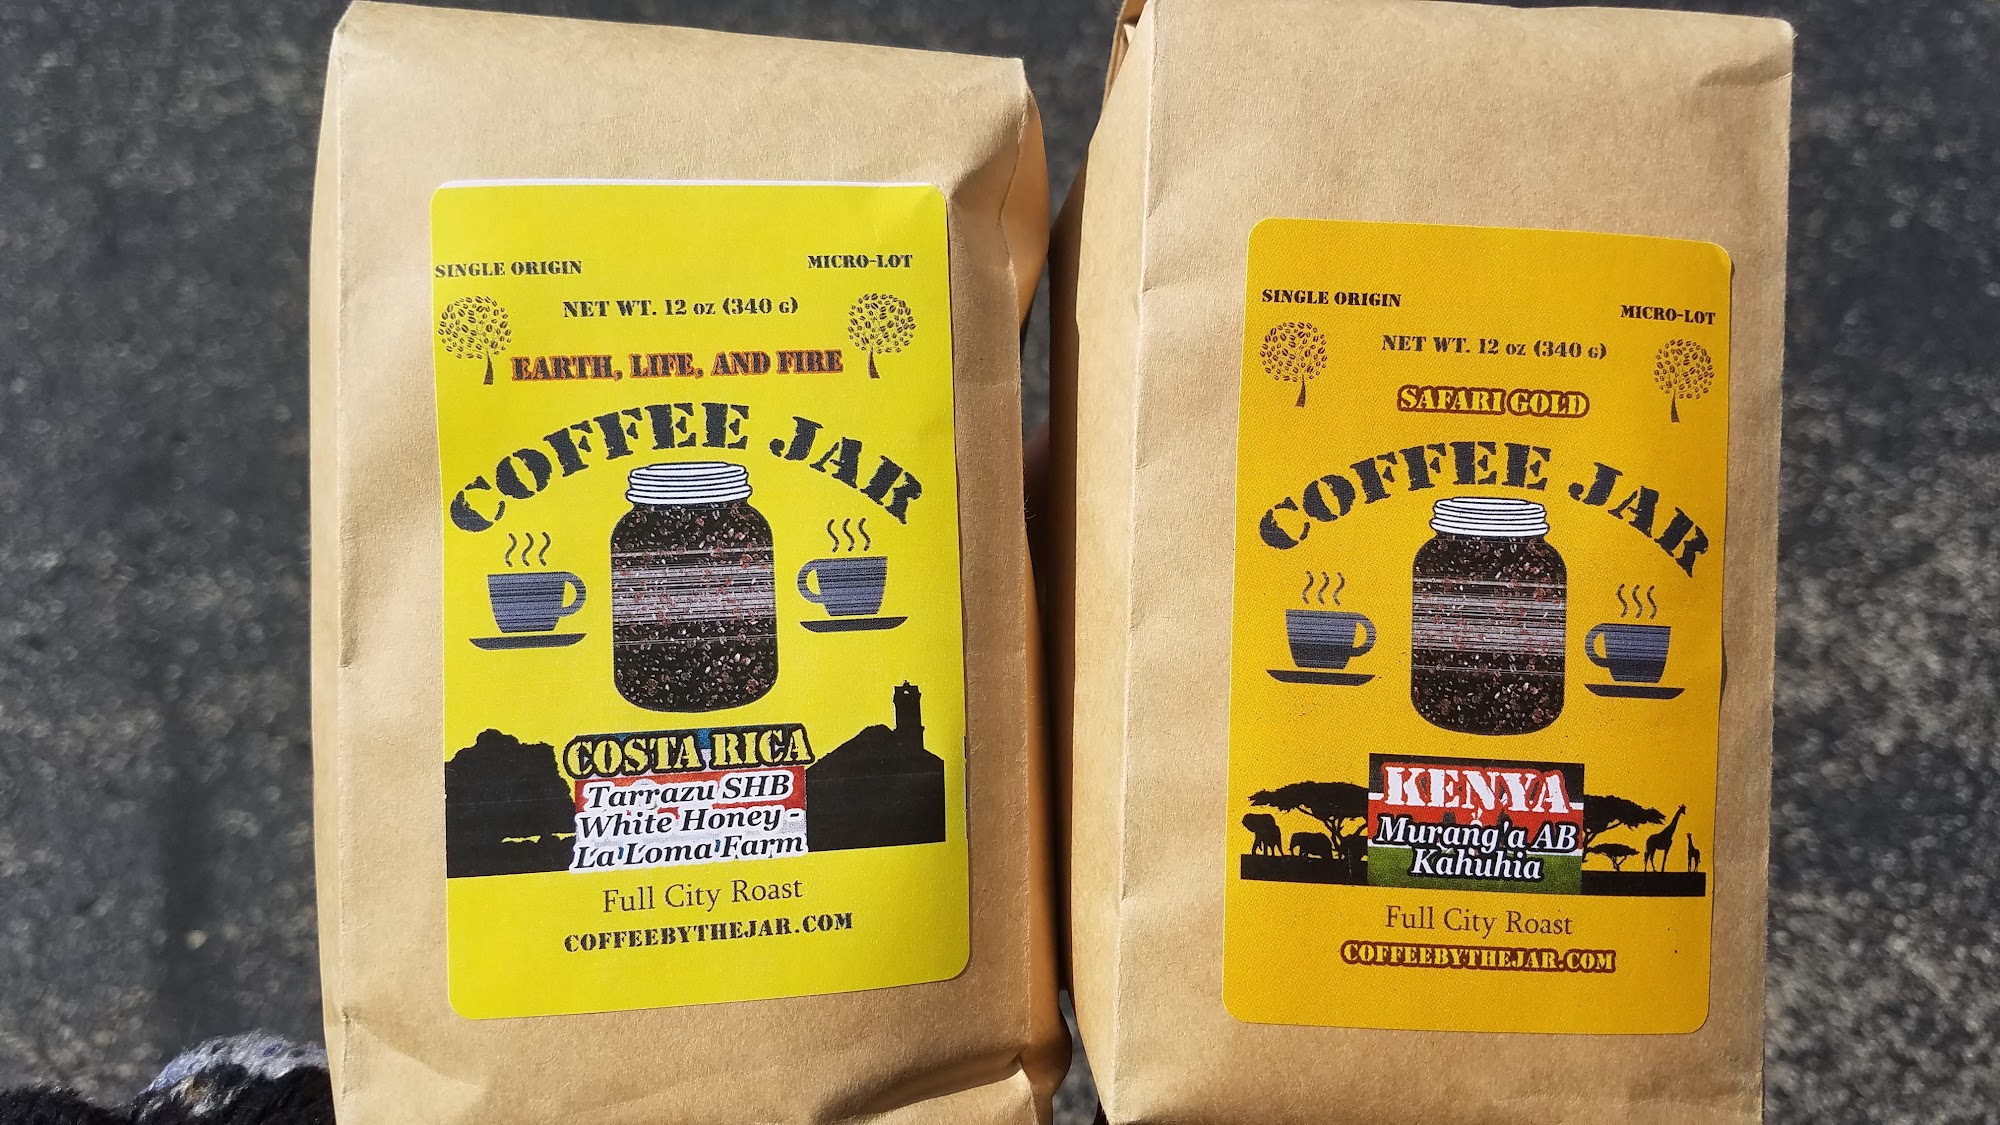 SINGLE ORIGIN
MICRO-LOT
NET WT. 12 oz (340 g)
EARTH, LIFE, AND FIRE
COFFEE JAR
COSTA RICA
Tarrazu SHB
White Honey -
La Loma Farm
Full City Roast
COFFEEBYTHEJAR.COM
SINGLE ORIGIN
MICRO-LOT
NET WT. 12 oz (340 g)
SAFARI GOLD
COFFEE JAR
KENYA
Murang'a AB
Kahuhia
Full City Roast
COFFEEBYTHEJAR.COM